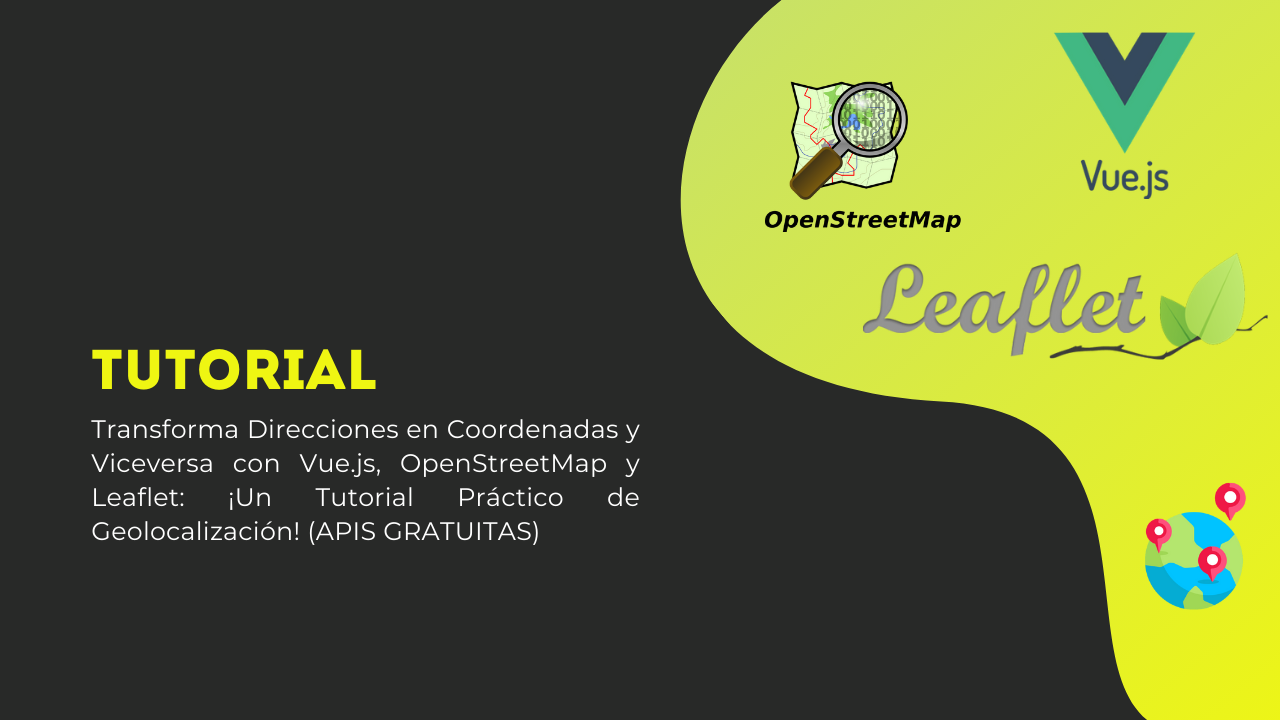 Vue.js
OpenStreetMap
Leaflet
TUTORIAL
Transforma Direcciones en Coordenadas y
Viceversa con Vue.js, OpenStreetMap y
Leaflet: ¡Un Tutorial Práctico de
Geolocalización! (APIS GRATUITAS)